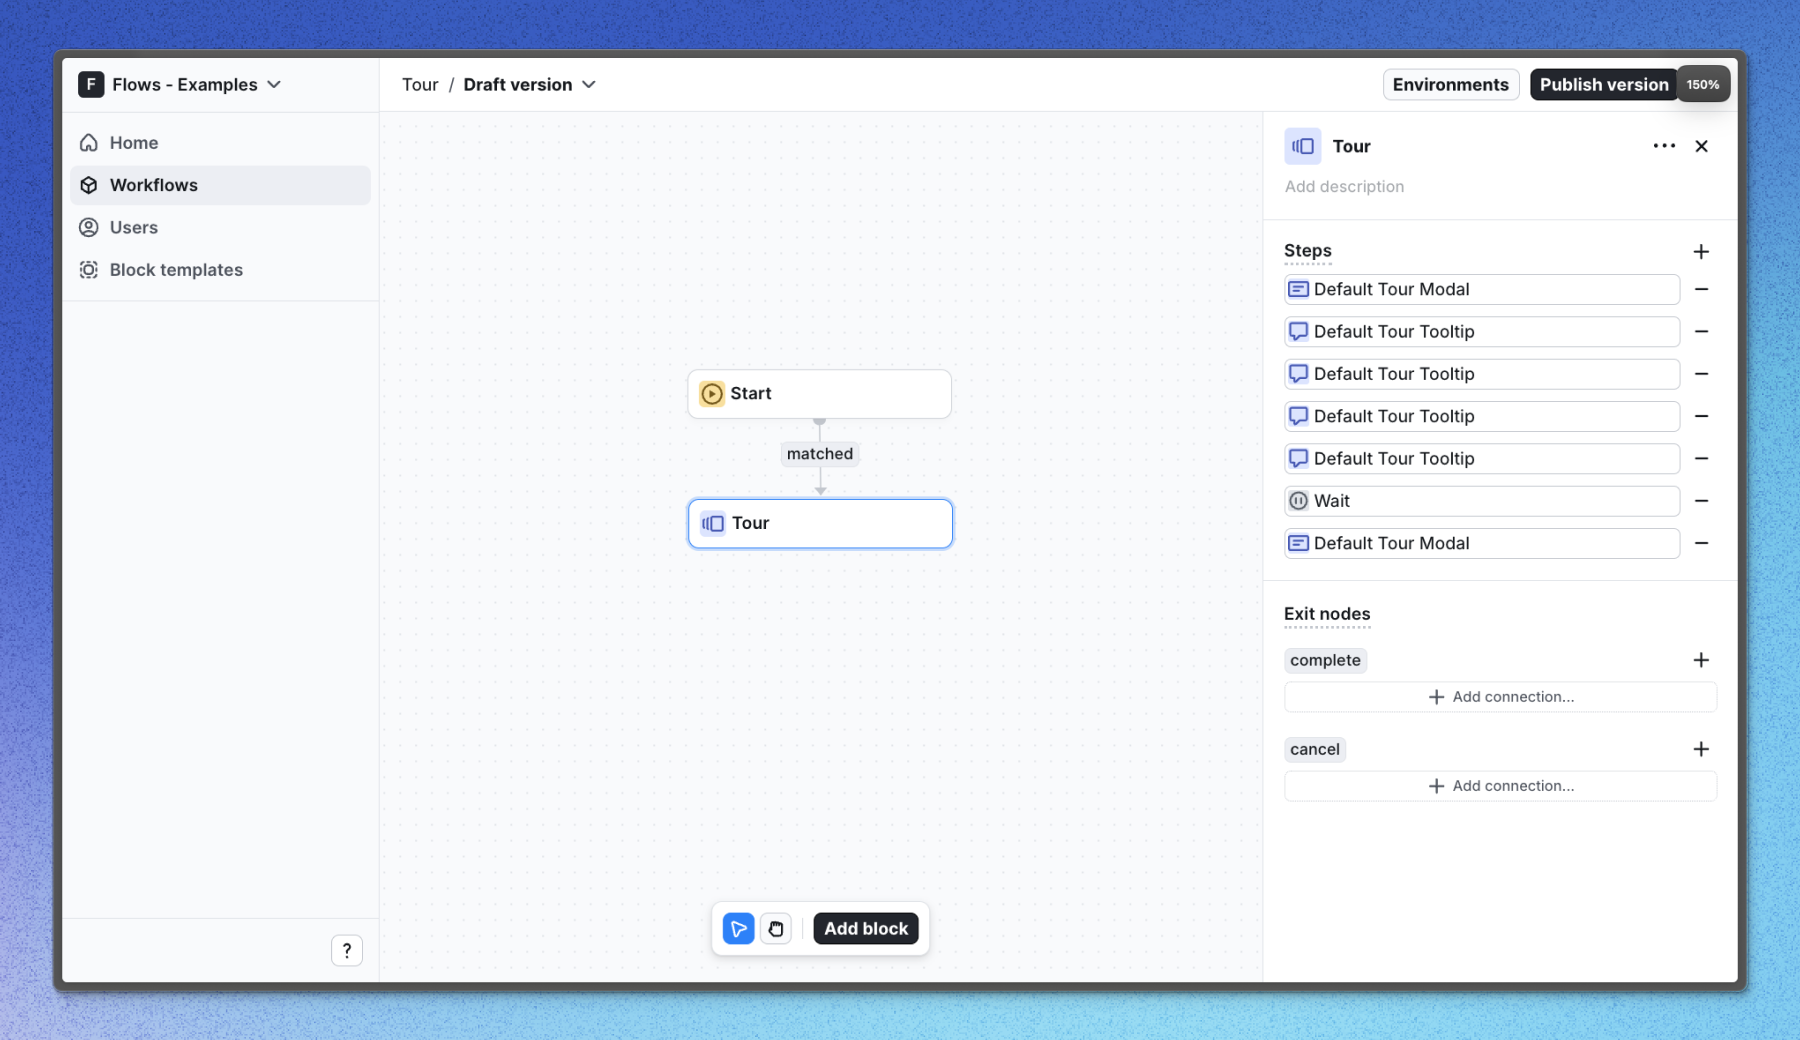 F Flows - Examples
Tour / Draft version
Environments
Publish version
150%
Home
Workflows
Users
Block templates
Start
matched
Tour
Add block
?
Tour
Add description
Steps
Default Tour Modal
Default Tour Tooltip
Default Tour Tooltip
Default Tour Tooltip
Default Tour Tooltip
Wait
Default Tour Modal
Exit nodes
complete
Add connection...
cancel
Add connection...